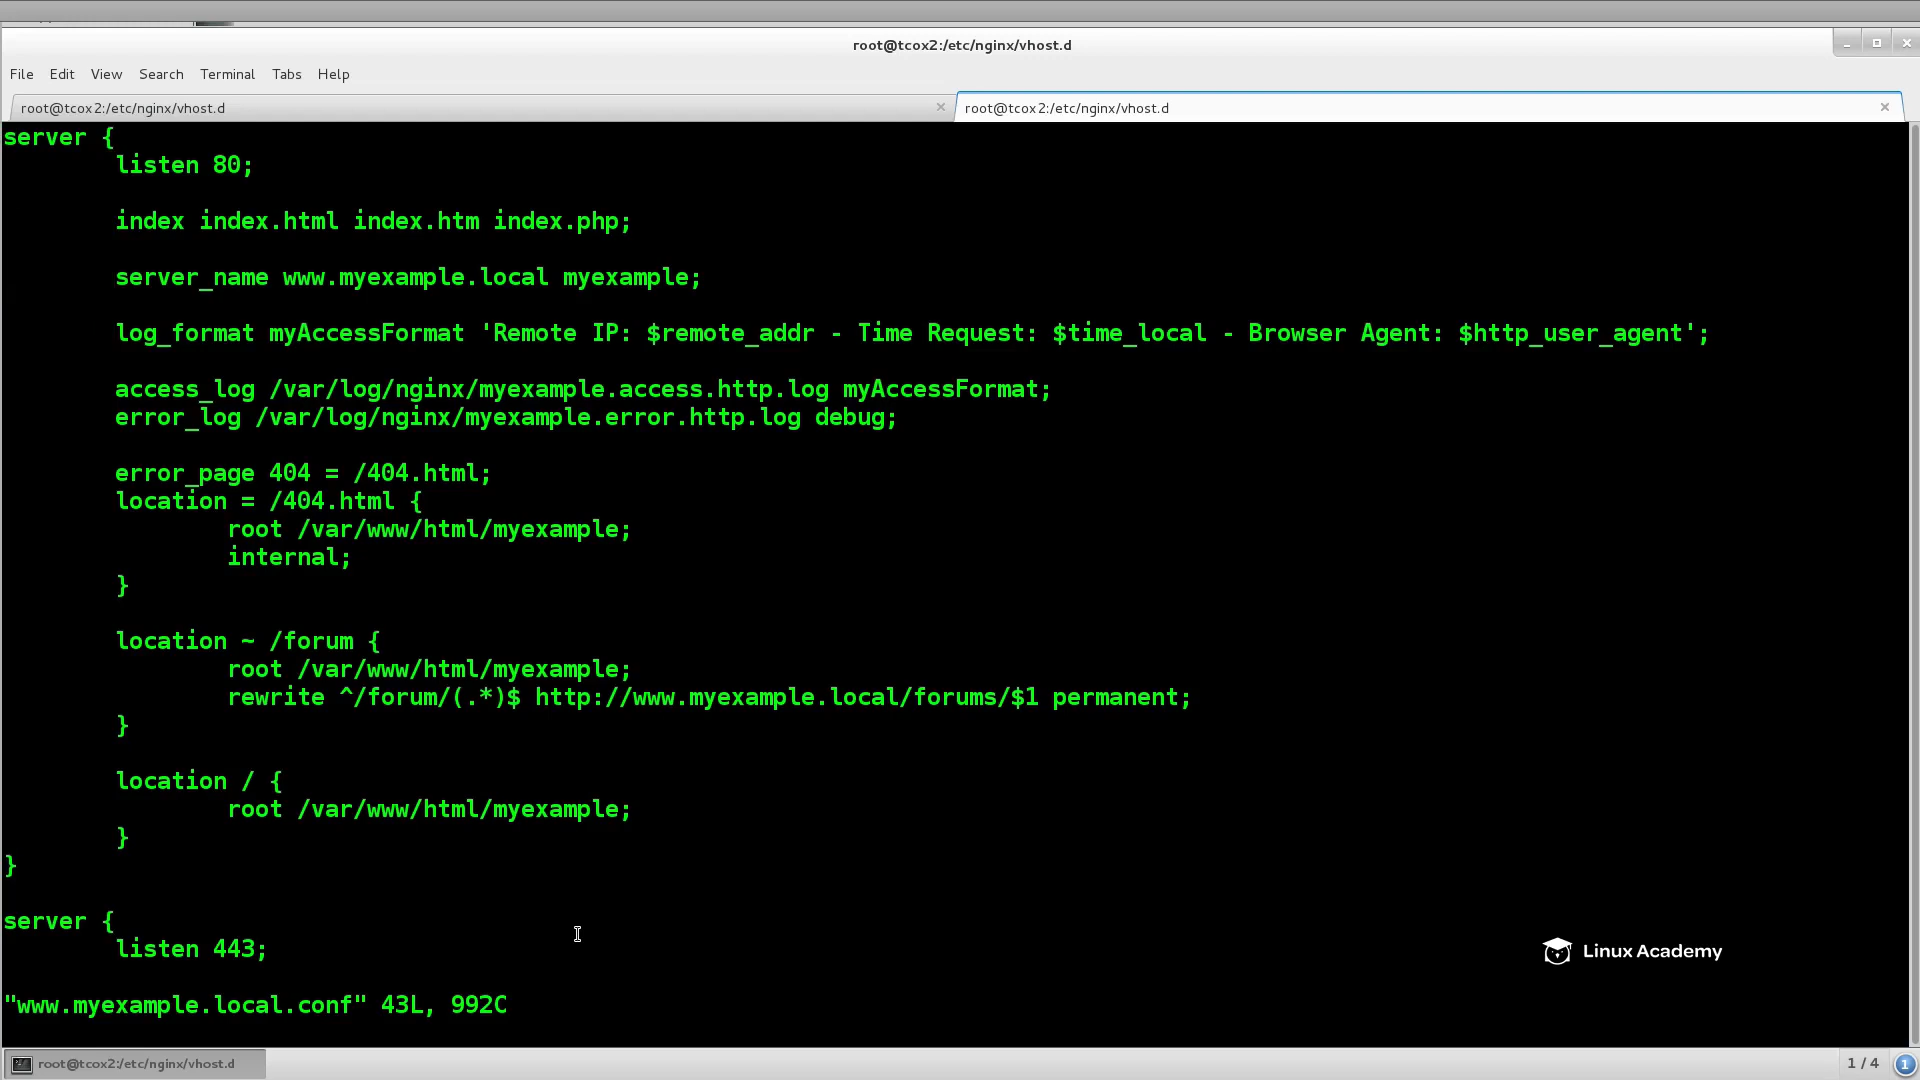 root@tcox2:/etc/nginx/vhost.d
File Edit View Search Terminal Tabs Help
root@tcox2:/etc/nginx/vhost.d root@tcox2:/etc/nginx/vhost.d
server {
listen 80;
index index.html index.htm index.php;
server_name www.myexample.local myexample;
log_format myAccessFormat 'Remote IP: $remote_addr - Time Request: $time_local - Browser Agent: $http_user_agent';
access_log /var/log/nginx/myexample.access.http.log myAccessFormat;
error_log /var/log/nginx/myexample.error.http.log debug;
error_page 404 = /404.html;
location = /404.html {
root /var/www/html/myexample;
internal;
}
location ~ /forum {
root /var/www/html/myexample;
rewrite ^/forum/(.*)$ http://www.myexample.local/forums/$1 permanent;
}
location / {
root /var/www/html/myexample;
}
}
server {
listen 443;
Linux Academy
"www.myexample.local.conf" 43L, 992C
root@tcox2:/etc/nginx/vhost.d 1 / 4 1